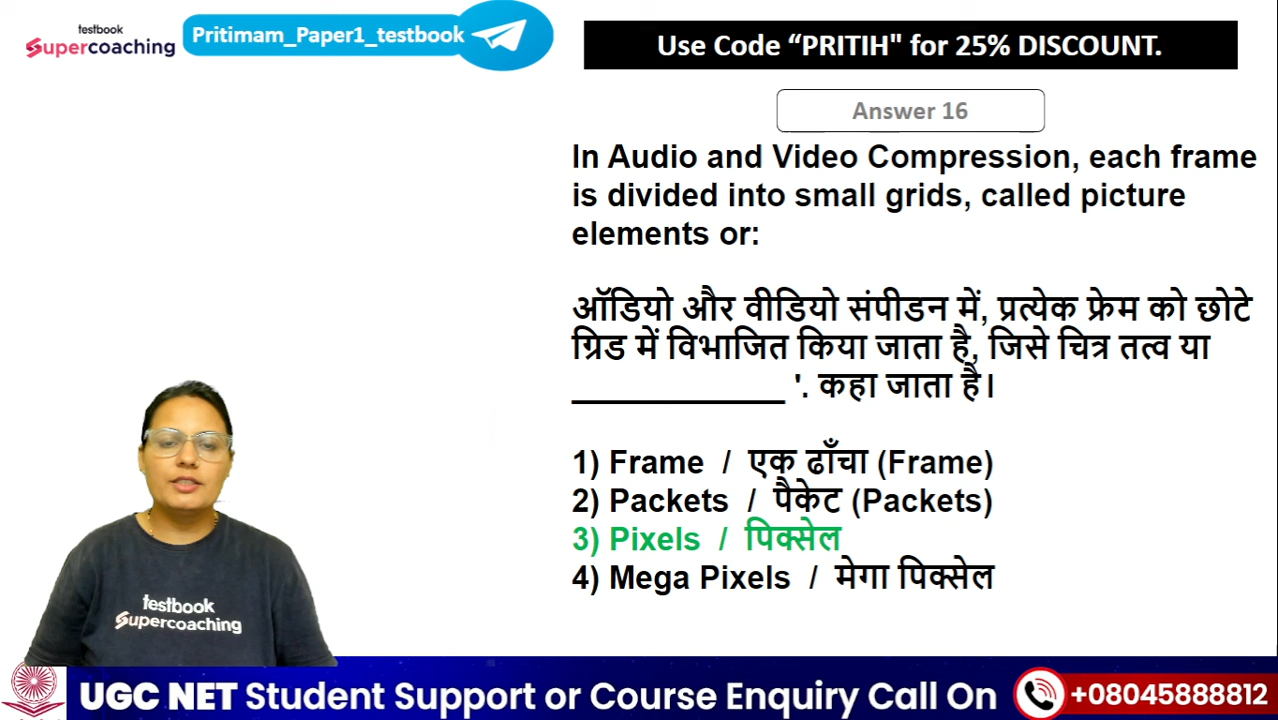 testbook
Supercoaching
Pritimam_Paper1_testbook
Use Code “PRITIH" for 25% DISCOUNT.
Answer 16
In Audio and Video Compression, each frame
is divided into small grids, called picture
elements or:
ऑडियो और वीडियो संपीडन में, प्रत्येक फ्रेम को छोटे
ग्रिड में विभाजित किया जाता है, जिसे चित्र तत्व या
____________ '. कहा जाता है।
1) Frame / एक ढाँचा (Frame)
2) Packets / पैकेट (Packets)
3) Pixels / पिक्सेल
4) Mega Pixels / मेगा पिक्सेल
testbook
Supercoaching
UGC NET Student Support or Course Enquiry Call On +08045888812